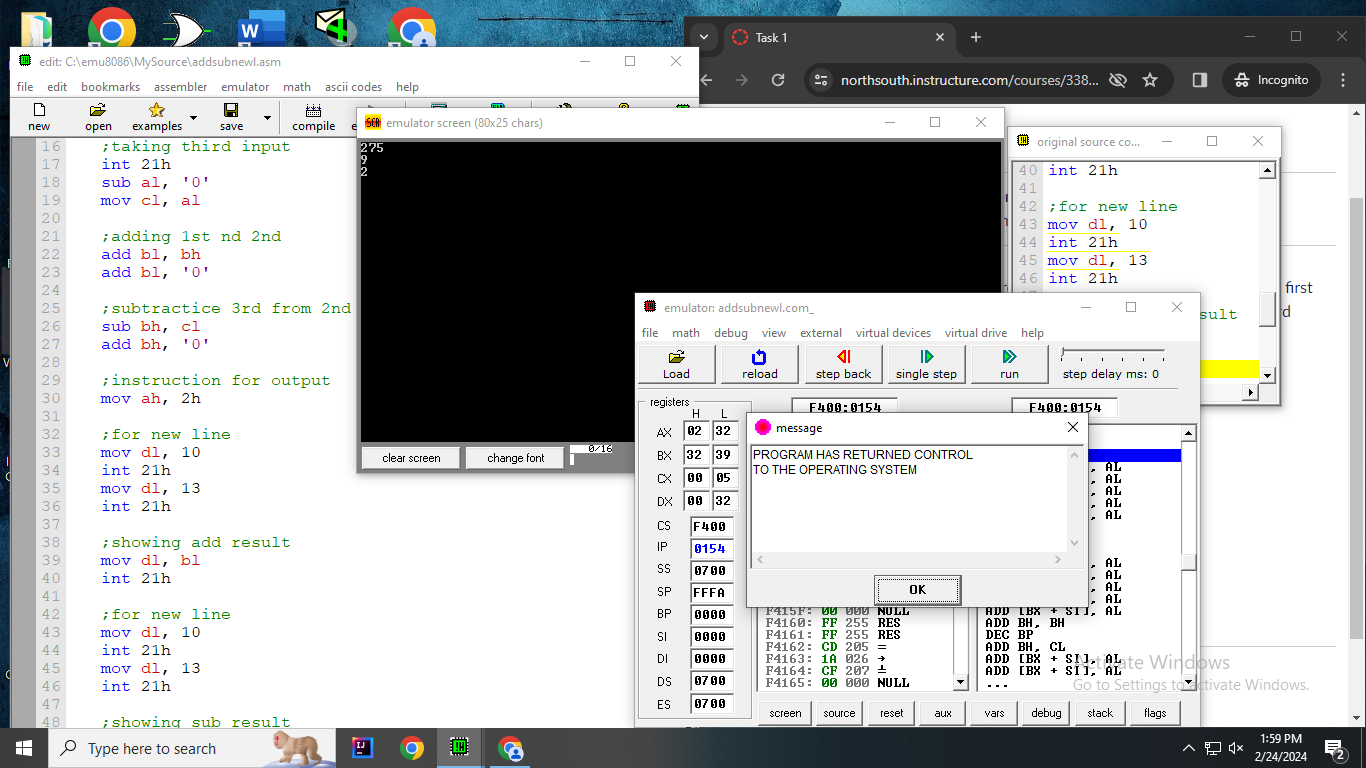 Task 1
northsouth.instructure.com/courses/338...
Incognito
edit: C:\emu8086\MySource\addsubnewl.asm
file edit bookmarks assembler emulator math ascii codes help
new open examples save compile
16 ;taking third input
17 int 21h
18 sub al, '0'
19 mov cl, al
20
21 ;adding 1st nd 2nd
22 add bl, bh
23 add bl, '0'
24
25 ;subtractice 3rd from 2nd
26 sub bh, cl
27 add bh, '0'
28
29 ;instruction for output
30 mov ah, 2h
31
32 ;for new line
33 mov dl, 10
34 int 21h
35 mov dl, 13
36 int 21h
37
38 ;showing add result
39 mov dl, bl
40 int 21h
41
42 ;for new line
43 mov dl, 10
44 int 21h
45 mov dl, 13
46 int 21h
47
48 ;showing sub result
emulator screen (80x25 chars)
275
9
2
clear screen change font 0/16
original source co...
40 int 21h
41
42 ;for new line
43 mov dl, 10
44 int 21h
45 mov dl, 13
46 int 21h
sult
first
emulator: addsubnewl.com_
file math debug view external virtual devices virtual drive help
Load reload step back single step run step delay ms: 0
registers F400:0154 F400:0154
H L
AX 02 32
BX 32 39
CX 00 05
DX 00 32
CS F400
IP 0154
SS 0700
SP FFFA
BP 0000
SI 0000
DI 0000
DS 0700
ES 0700
message
PROGRAM HAS RETURNED CONTROL
TO THE OPERATING SYSTEM
OK
, AL
, AL
, AL
, AL
, AL
, AL
, AL
, AL
, AL
F415F: 00 000 NULL ADD [BX + SI], AL
F4160: FF 255 RES ADD BH, BH
F4161: FF 255 RES DEC BP
F4162: CD 205 = ADD BH, CL
F4163: 1A 026 → ADD [BX + SI], AL
F4164: CF 207 ╧ ADD [BX + SI], AL
F4165: 00 000 NULL ...
screen source reset aux vars debug stack flags
Activate Windows
Go to Settings to activate Windows.
Type here to search
1:59 PM
2/24/2024
2